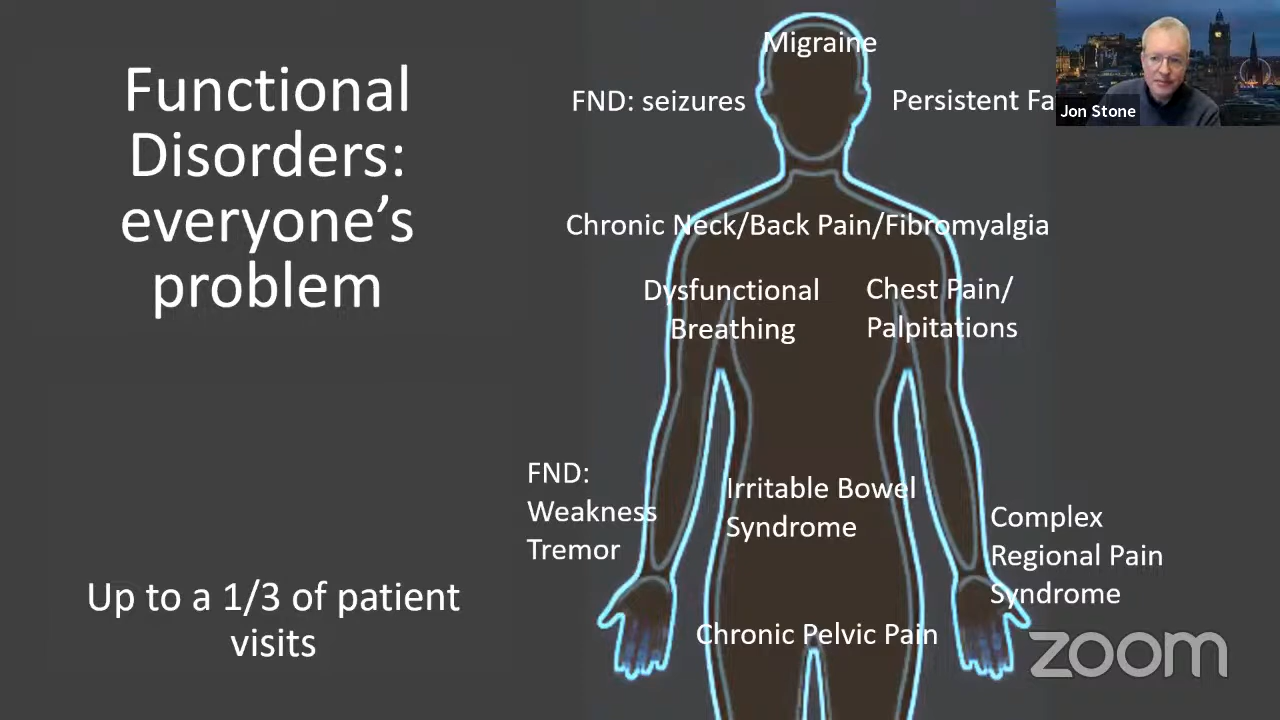 Functional
Disorders:
everyone's
problem
Up to a 1/3 of patient
visits
Migraine
FND: seizures
Persistent
Jon Stone
Chronic Neck/Back Pain/Fibromyalgia
Dysfunctional
Breathing
Chest Pain/
Palpitations
FND:
Weakness
Tremor
Irritable Bowel
Syndrome
Complex
Regional Pain
Syndrome
Chronic Pelvic Pain
zoom